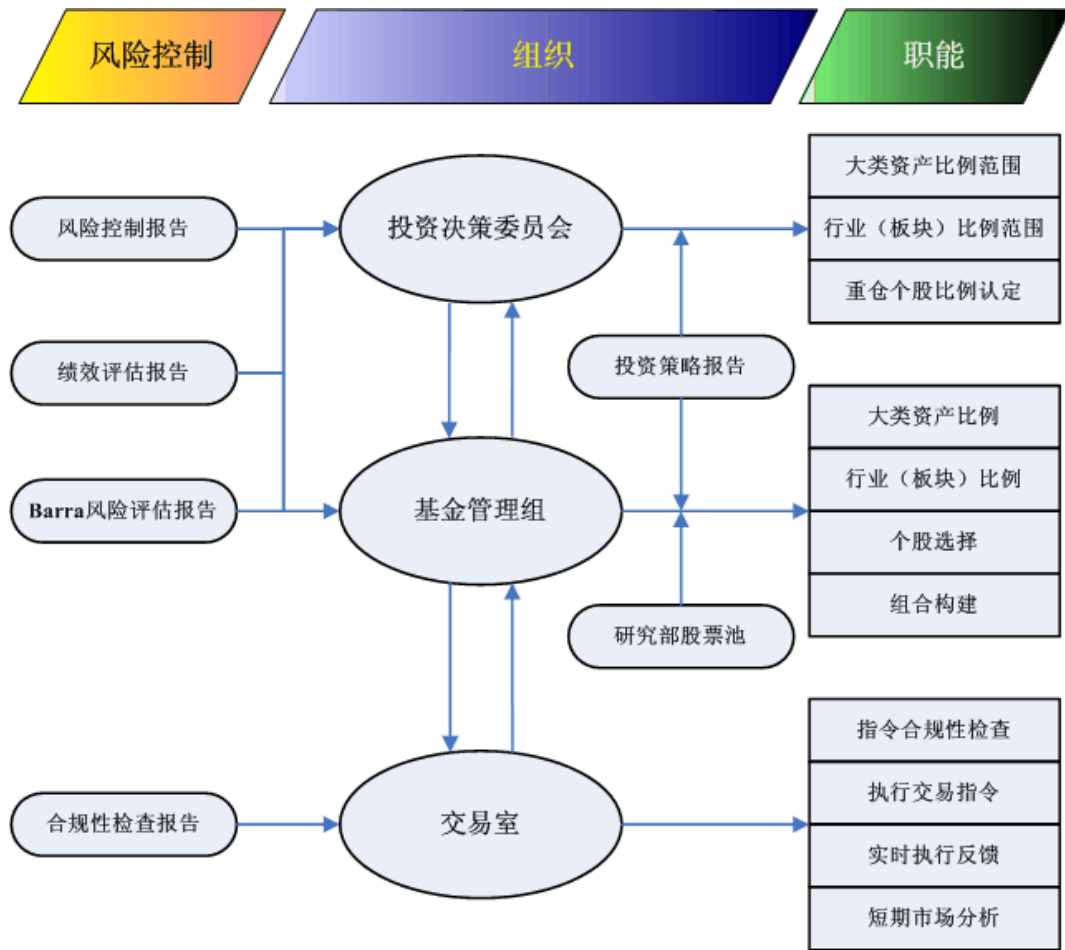 风险控制
组织
职能
大类资产比例范围
风险控制报告
投资决策委员会
行业（板块）比例范围
重仓个股比例认定
绩效评估报告
投资策略报告
大类资产比例
行业（板块）比例
Barra风险评估报告
基金管理组
个股选择
组合构建
研究部股票池
指令合规性检查
执行交易指令
合规性检查报告
交易室
实时执行反馈
短期市场分析